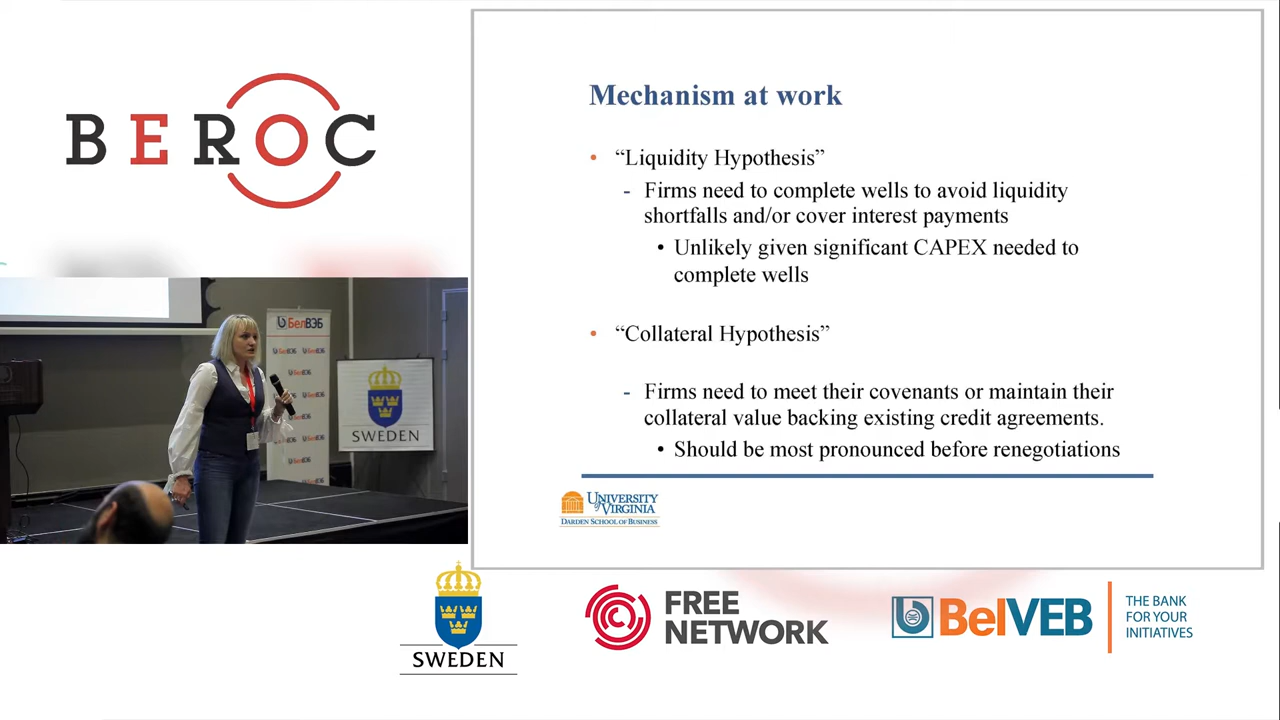 BEROC
Mechanism at work
• “Liquidity Hypothesis”
- Firms need to complete wells to avoid liquidity
shortfalls and/or cover interest payments
• Unlikely given significant CAPEX needed to
complete wells
• “Collateral Hypothesis”
- Firms need to meet their covenants or maintain their
collateral value backing existing credit agreements.
• Should be most pronounced before renegotiations
UNIVERSITY
of VIRGINIA
DARDEN SCHOOL OF BUSINESS
БелВЭБ
SWEDEN
SWEDEN
FREE
NETWORK
BelVEB
THE BANK
FOR YOUR
INITIATIVES